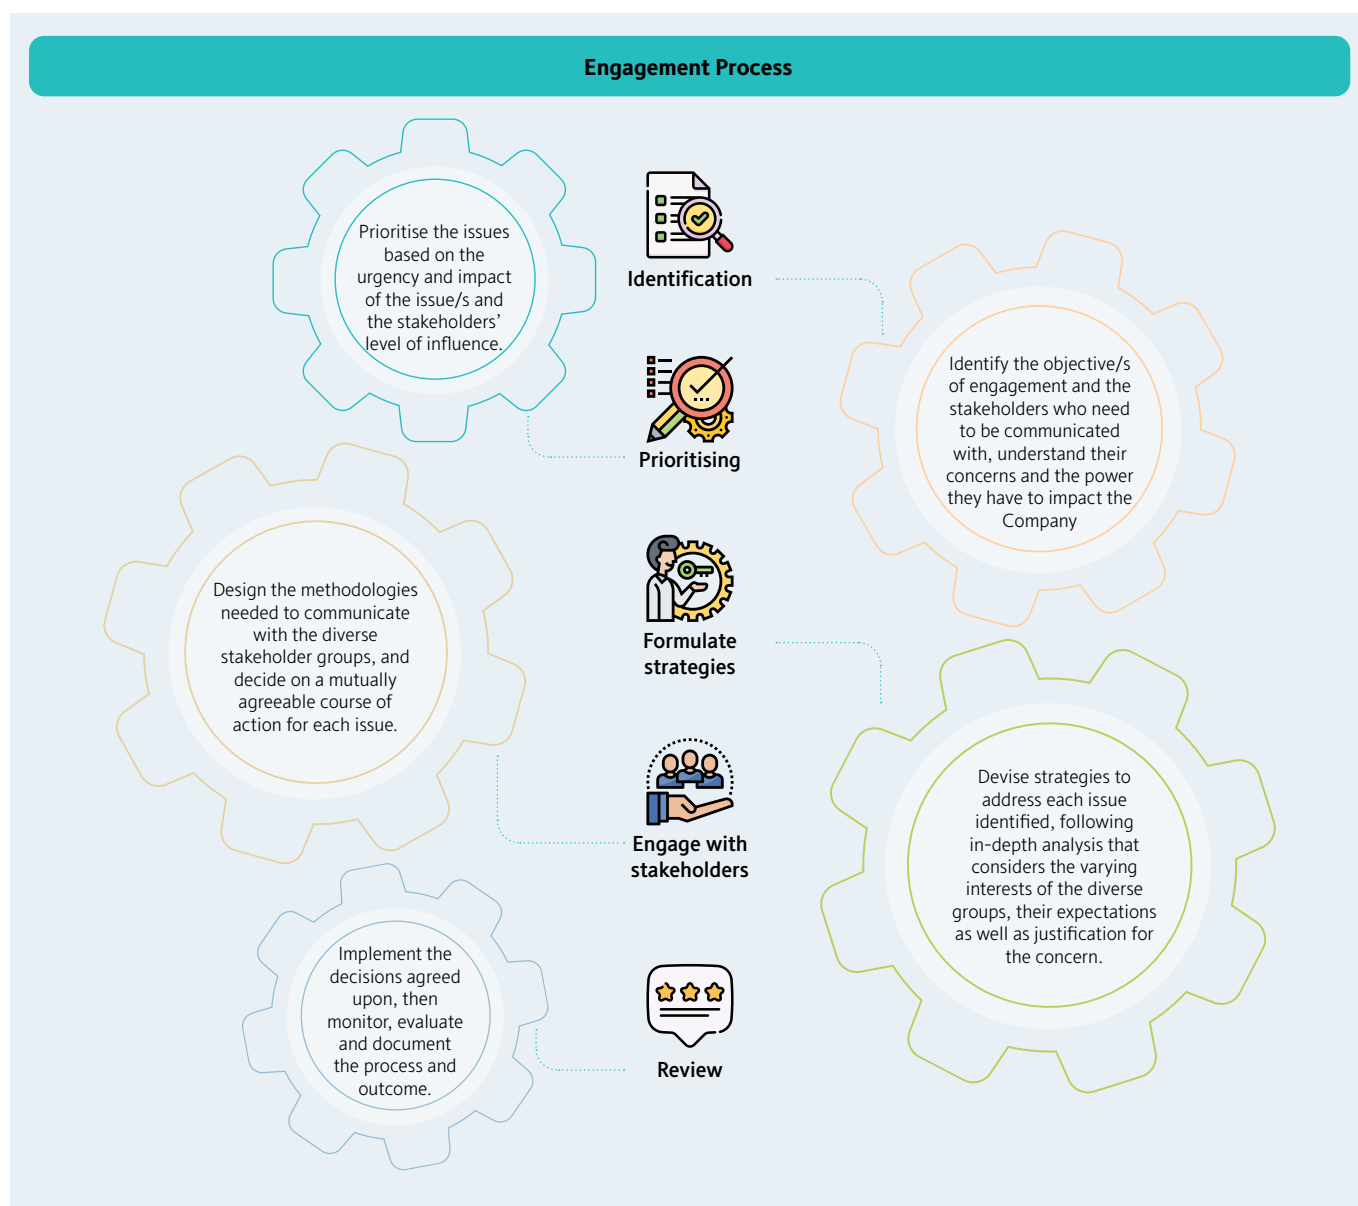 Engagement Process
Identification
Identify the objective/s
of engagement and the
stakeholders who need
to be communicated
with, understand their
concerns and the power
they have to impact the
Company
Prioritising
Prioritise the issues
based on the
urgency and impact
of the issue/s and
the stakeholders’
level of influence.
Formulate
strategies
Devise strategies to
address each issue
identified, following
in-depth analysis that
considers the varying
interests of the diverse
groups, their expectations
as well as justification for
the concern.
Engage with
stakeholders
Design the methodologies
needed to communicate
with the diverse
stakeholder groups, and
decide on a mutually
agreeable course of
action for each issue.
Review
Implement the
decisions agreed
upon, then
monitor, evaluate
and document
the process and
outcome.